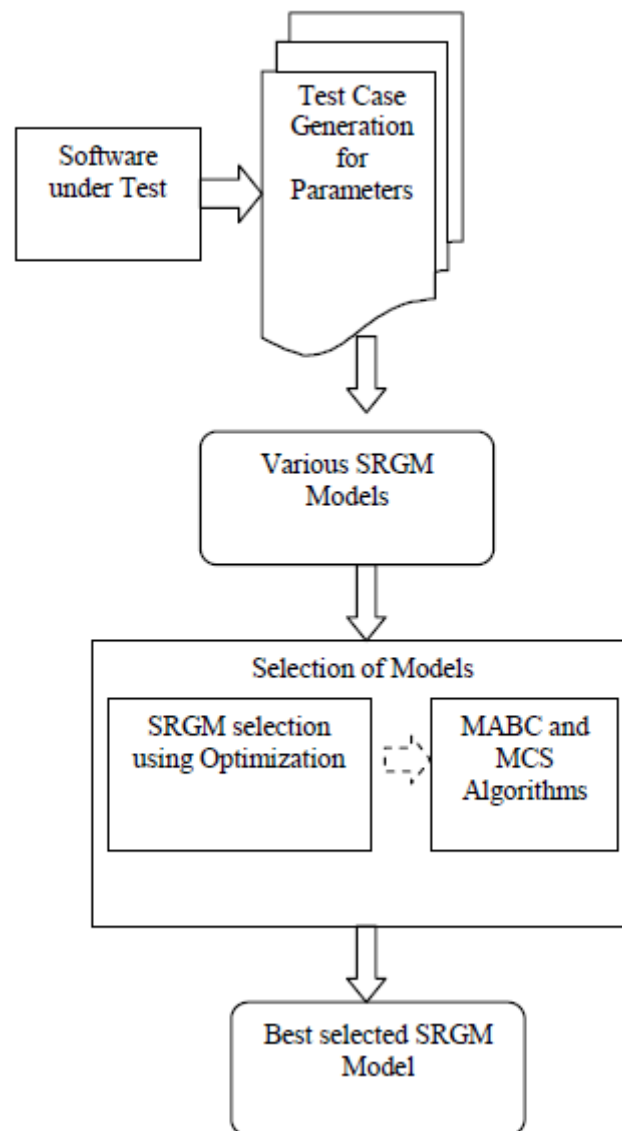 Software
under Test
Test Case
Generation
for
Parameters
Various SRGM
Models
Selection of Models
SRGM selection
using Optimization
MABC and
MCS
Algorithms
Best selected SRGM
Model